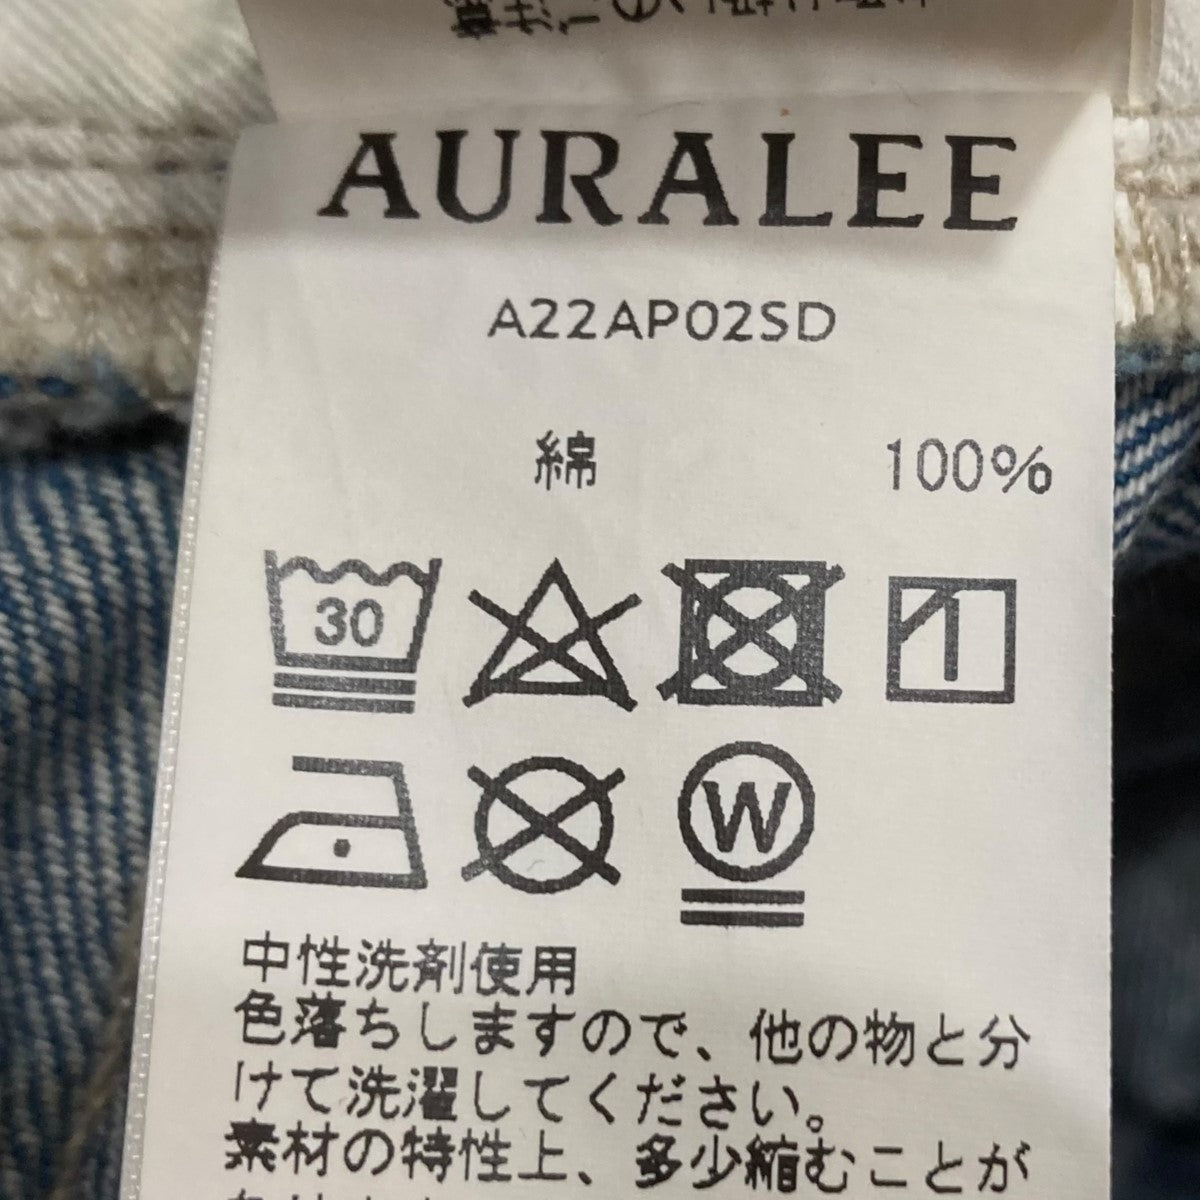 AURALEE
A22AP02SD
綿 100%
30
W
中性洗剤使用
色落ちしますので、他の物と分
けて洗濯してください。
素材の特性上、多少縮むことが